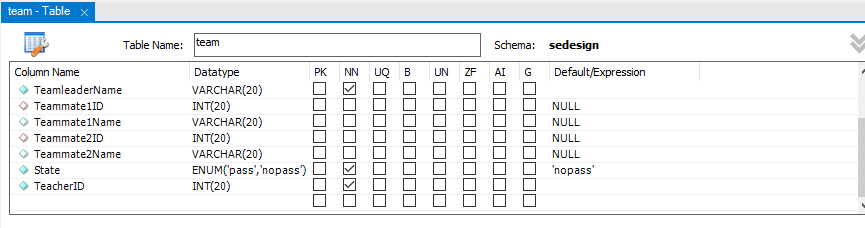 team - Table ×
Table Name: team Schema: sedesign
Column Name Datatype PK NN UQ B UN ZF AI G Default/Expression
TeamleaderName VARCHAR(20)
Teammate1ID INT(20) NULL
Teammate1Name VARCHAR(20) NULL
Teammate2ID INT(20) NULL
Teammate2Name VARCHAR(20) NULL
State ENUM('pass','nopass') 'nopass'
TeacherID INT(20)